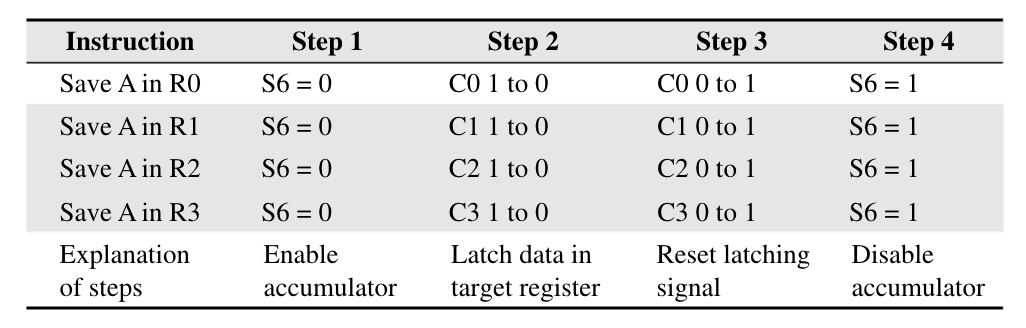 Instruction Step 1 Step 2 Step 3 Step 4
Save A in R0 S6 = 0 C0 1 to 0 C0 0 to 1 S6 = 1
Save A in R1 S6 = 0 C1 1 to 0 C1 0 to 1 S6 = 1
Save A in R2 S6 = 0 C2 1 to 0 C2 0 to 1 S6 = 1
Save A in R3 S6 = 0 C3 1 to 0 C3 0 to 1 S6 = 1
Explanation Enable Latch data in Reset latching Disable
of steps accumulator target register signal accumulator